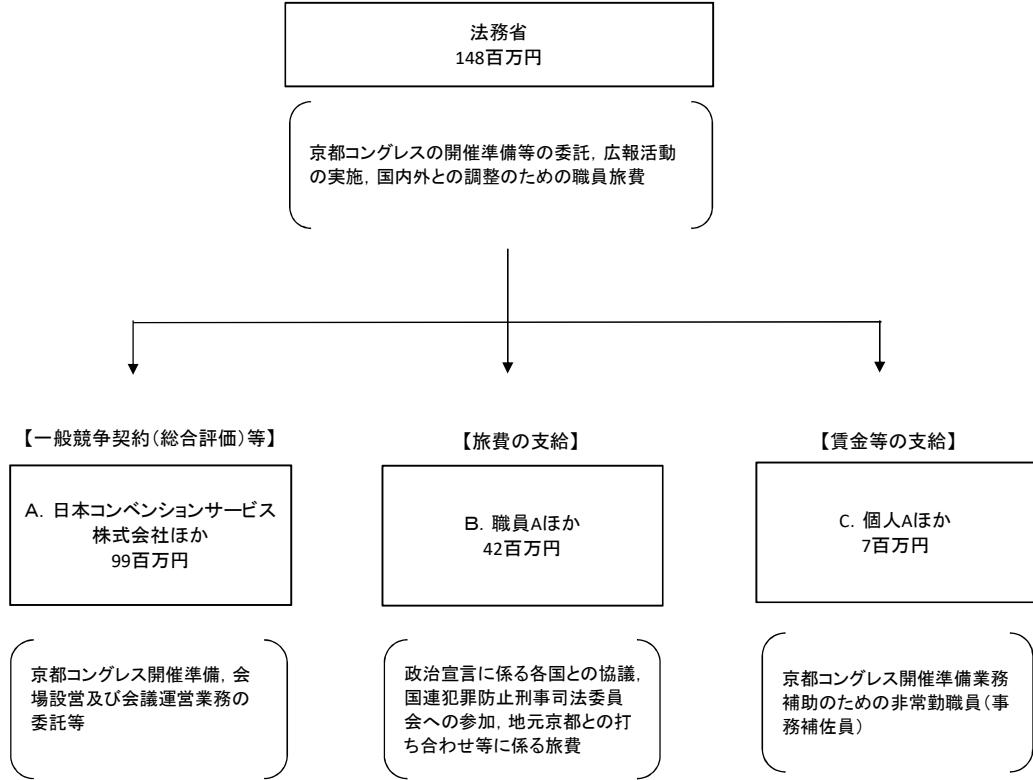 法務省
148百万円
京都コングレスの開催準備等の委託，広報活動
の実施，国内外との調整のための職員旅費
【一般競争契約（総合評価）等】
A．日本コンベンションサービス
株式会社ほか
99百万円
京都コングレス開催準備，会
場設営及び会議運営業務の
委託等
【旅費の支給】
Ｂ．職員Aほか
42百万円
政治宣言に係る各国との協議，
国連犯罪防止刑事司法委員
会への参加，地元京都との打
ち合わせ等に係る旅費
【賃金等の支給】
C．個人Aほか
7百万円
京都コングレス開催準備業務
補助のための非常勤職員（事
務補佐員）